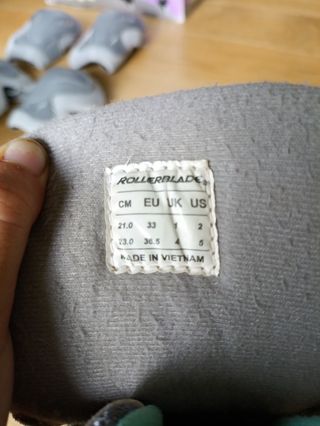 ROLLERBLADE
CM EU UK US
21.0 33 1 2
23.0 36.5 4 5
MADE IN VIETNAM